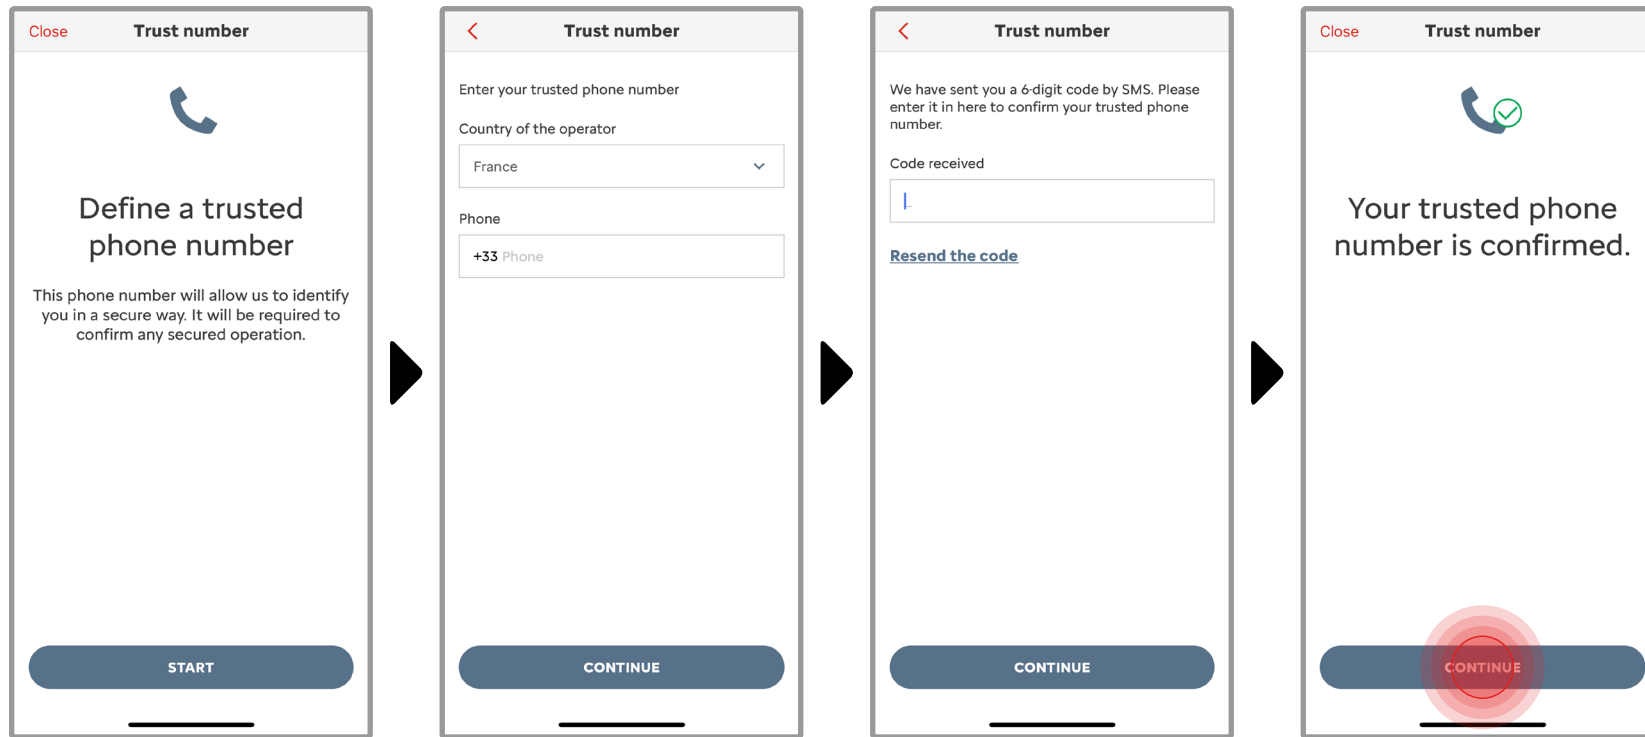 Close
Trust number
Define a trusted
phone number
This phone number will allow us to identify
you in a secure way. It will be required to
confirm any secured operation.
START
Trust number
Enter your trusted phone number
Country of the operator
France
Phone
+33 Phone
CONTINUE
Trust number
We have sent you a 6-digit code by SMS. Please
enter it in here to confirm your trusted phone
number.
Code received
Resend the code
CONTINUE
Close
Trust number
Your trusted phone
number is confirmed.
CONTINUE